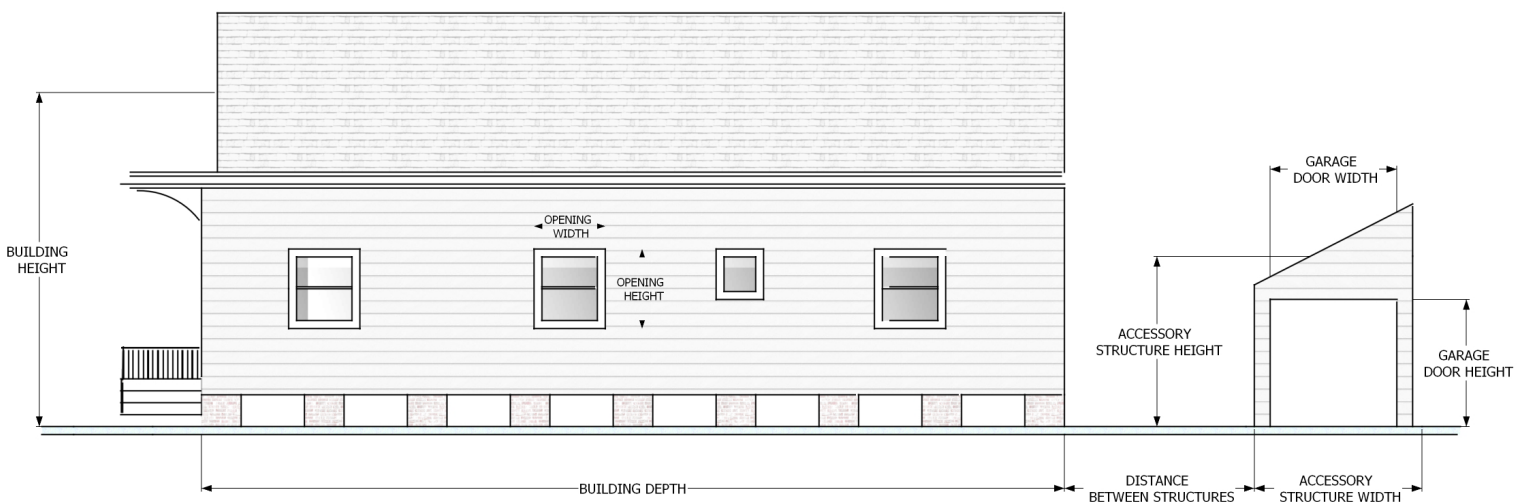 GARAGE
DOOR WIDTH
OPENING
WIDTH
BUILDING
HEIGHT
OPENING
HEIGHT
ACCESSORY
STRUCTURE HEIGHT
GARAGE
DOOR HEIGHT
BUILDING DEPTH
DISTANCE
BETWEEN STRUCTURES
ACCESSORY
STRUCTURE WIDTH